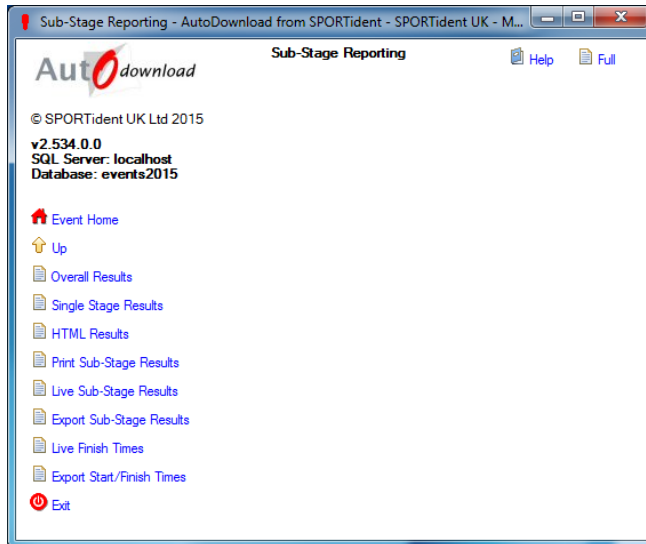 Sub-Stage Reporting - AutoDownload from SPORTident - SPORTident UK - M...
AutOdownload
Sub-Stage Reporting
Help
Full
© SPORTident UK Ltd 2015
v2.534.0.0
SQL Server: localhost
Database: events2015
Event Home
Up
Overall Results
Single Stage Results
HTML Results
Print Sub-Stage Results
Live Sub-Stage Results
Export Sub-Stage Results
Live Finish Times
Export Start/Finish Times
Exit